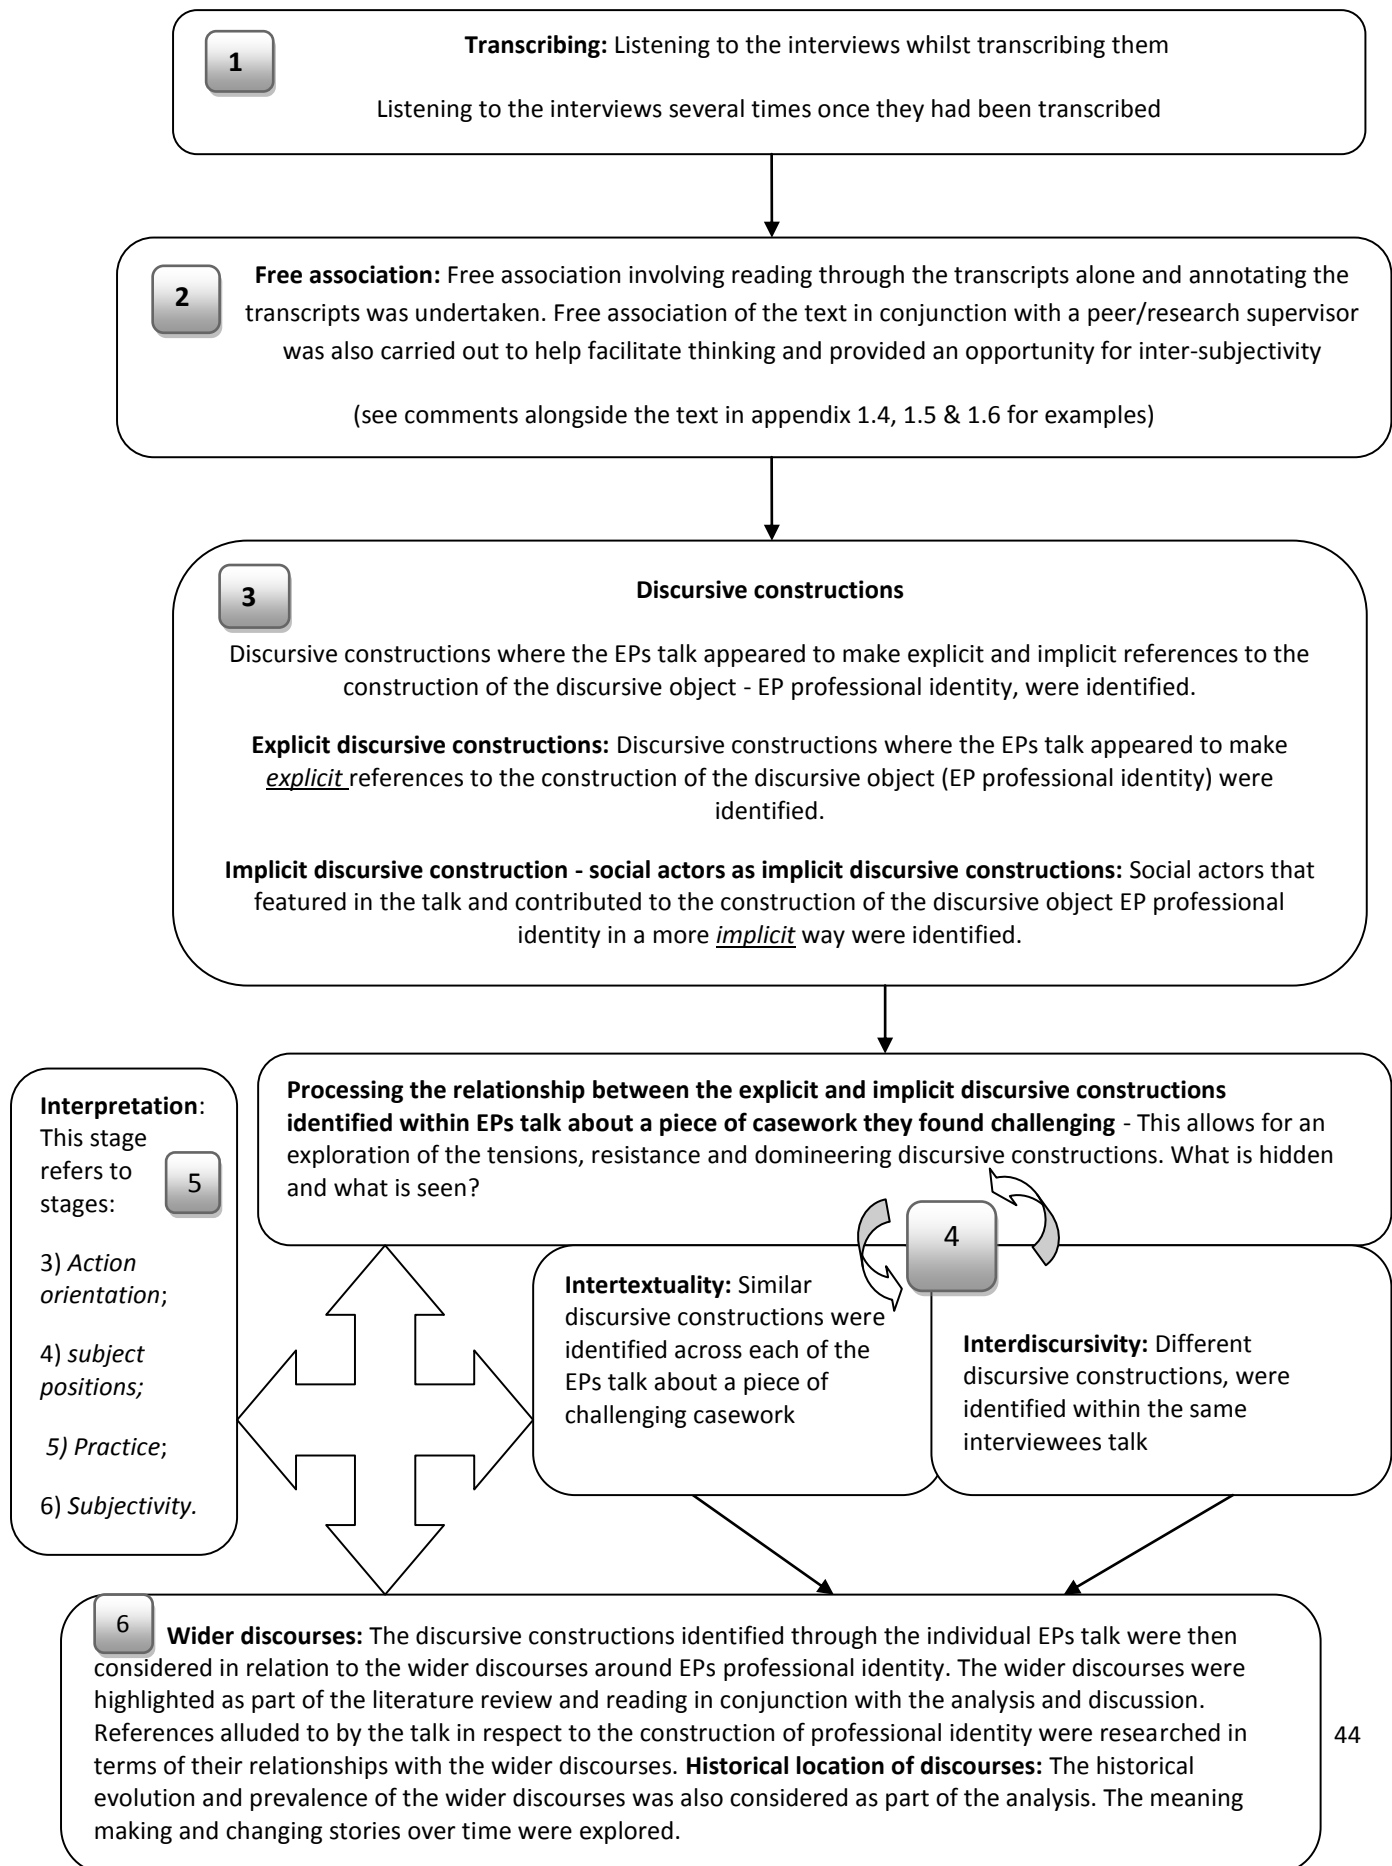 1
Transcribing: Listening to the interviews whilst transcribing them
Listening to the interviews several times once they had been transcribed
2
Free association: Free association involving reading through the transcripts alone and annotating the
transcripts was undertaken. Free association of the text in conjunction with a peer/research supervisor
was also carried out to help facilitate thinking and provided an opportunity for inter-subjectivity
(see comments alongside the text in appendix 1.4, 1.5 & 1.6 for examples)
3
Discursive constructions
Discursive constructions where the EPs talk appeared to make explicit and implicit references to the
construction of the discursive object - EP professional identity, were identified.
Explicit discursive constructions: Discursive constructions where the EPs talk appeared to make
explicit references to the construction of the discursive object (EP professional identity) were
identified.
Implicit discursive construction - social actors as implicit discursive constructions: Social actors that
featured in the talk and contributed to the construction of the discursive object EP professional
identity in a more implicit way were identified.
Processing the relationship between the explicit and implicit discursive constructions
identified within EPs talk about a piece of casework they found challenging - This allows for an
exploration of the tensions, resistance and domineering discursive constructions. What is hidden
and what is seen?
4
Interpretation:
This stage
refers to
stages:
5
3) Action
orientation;
4) subject
positions;
5) Practice;
6) Subjectivity.
Intertextuality: Similar
discursive constructions were
identified across each of the
EPs talk about a piece of
challenging casework
Interdiscursivity: Different
discursive constructions, were
identified within the same
interviewees talk
6
Wider discourses: The discursive constructions identified through the individual EPs talk were then
considered in relation to the wider discourses around EPs professional identity. The wider discourses were
highlighted as part of the literature review and reading in conjunction with the analysis and discussion.
References alluded to by the talk in respect to the construction of professional identity were researched in
terms of their relationships with the wider discourses. Historical location of discourses: The historical
evolution and prevalence of the wider discourses was also considered as part of the analysis. The meaning
making and changing stories over time were explored.
44